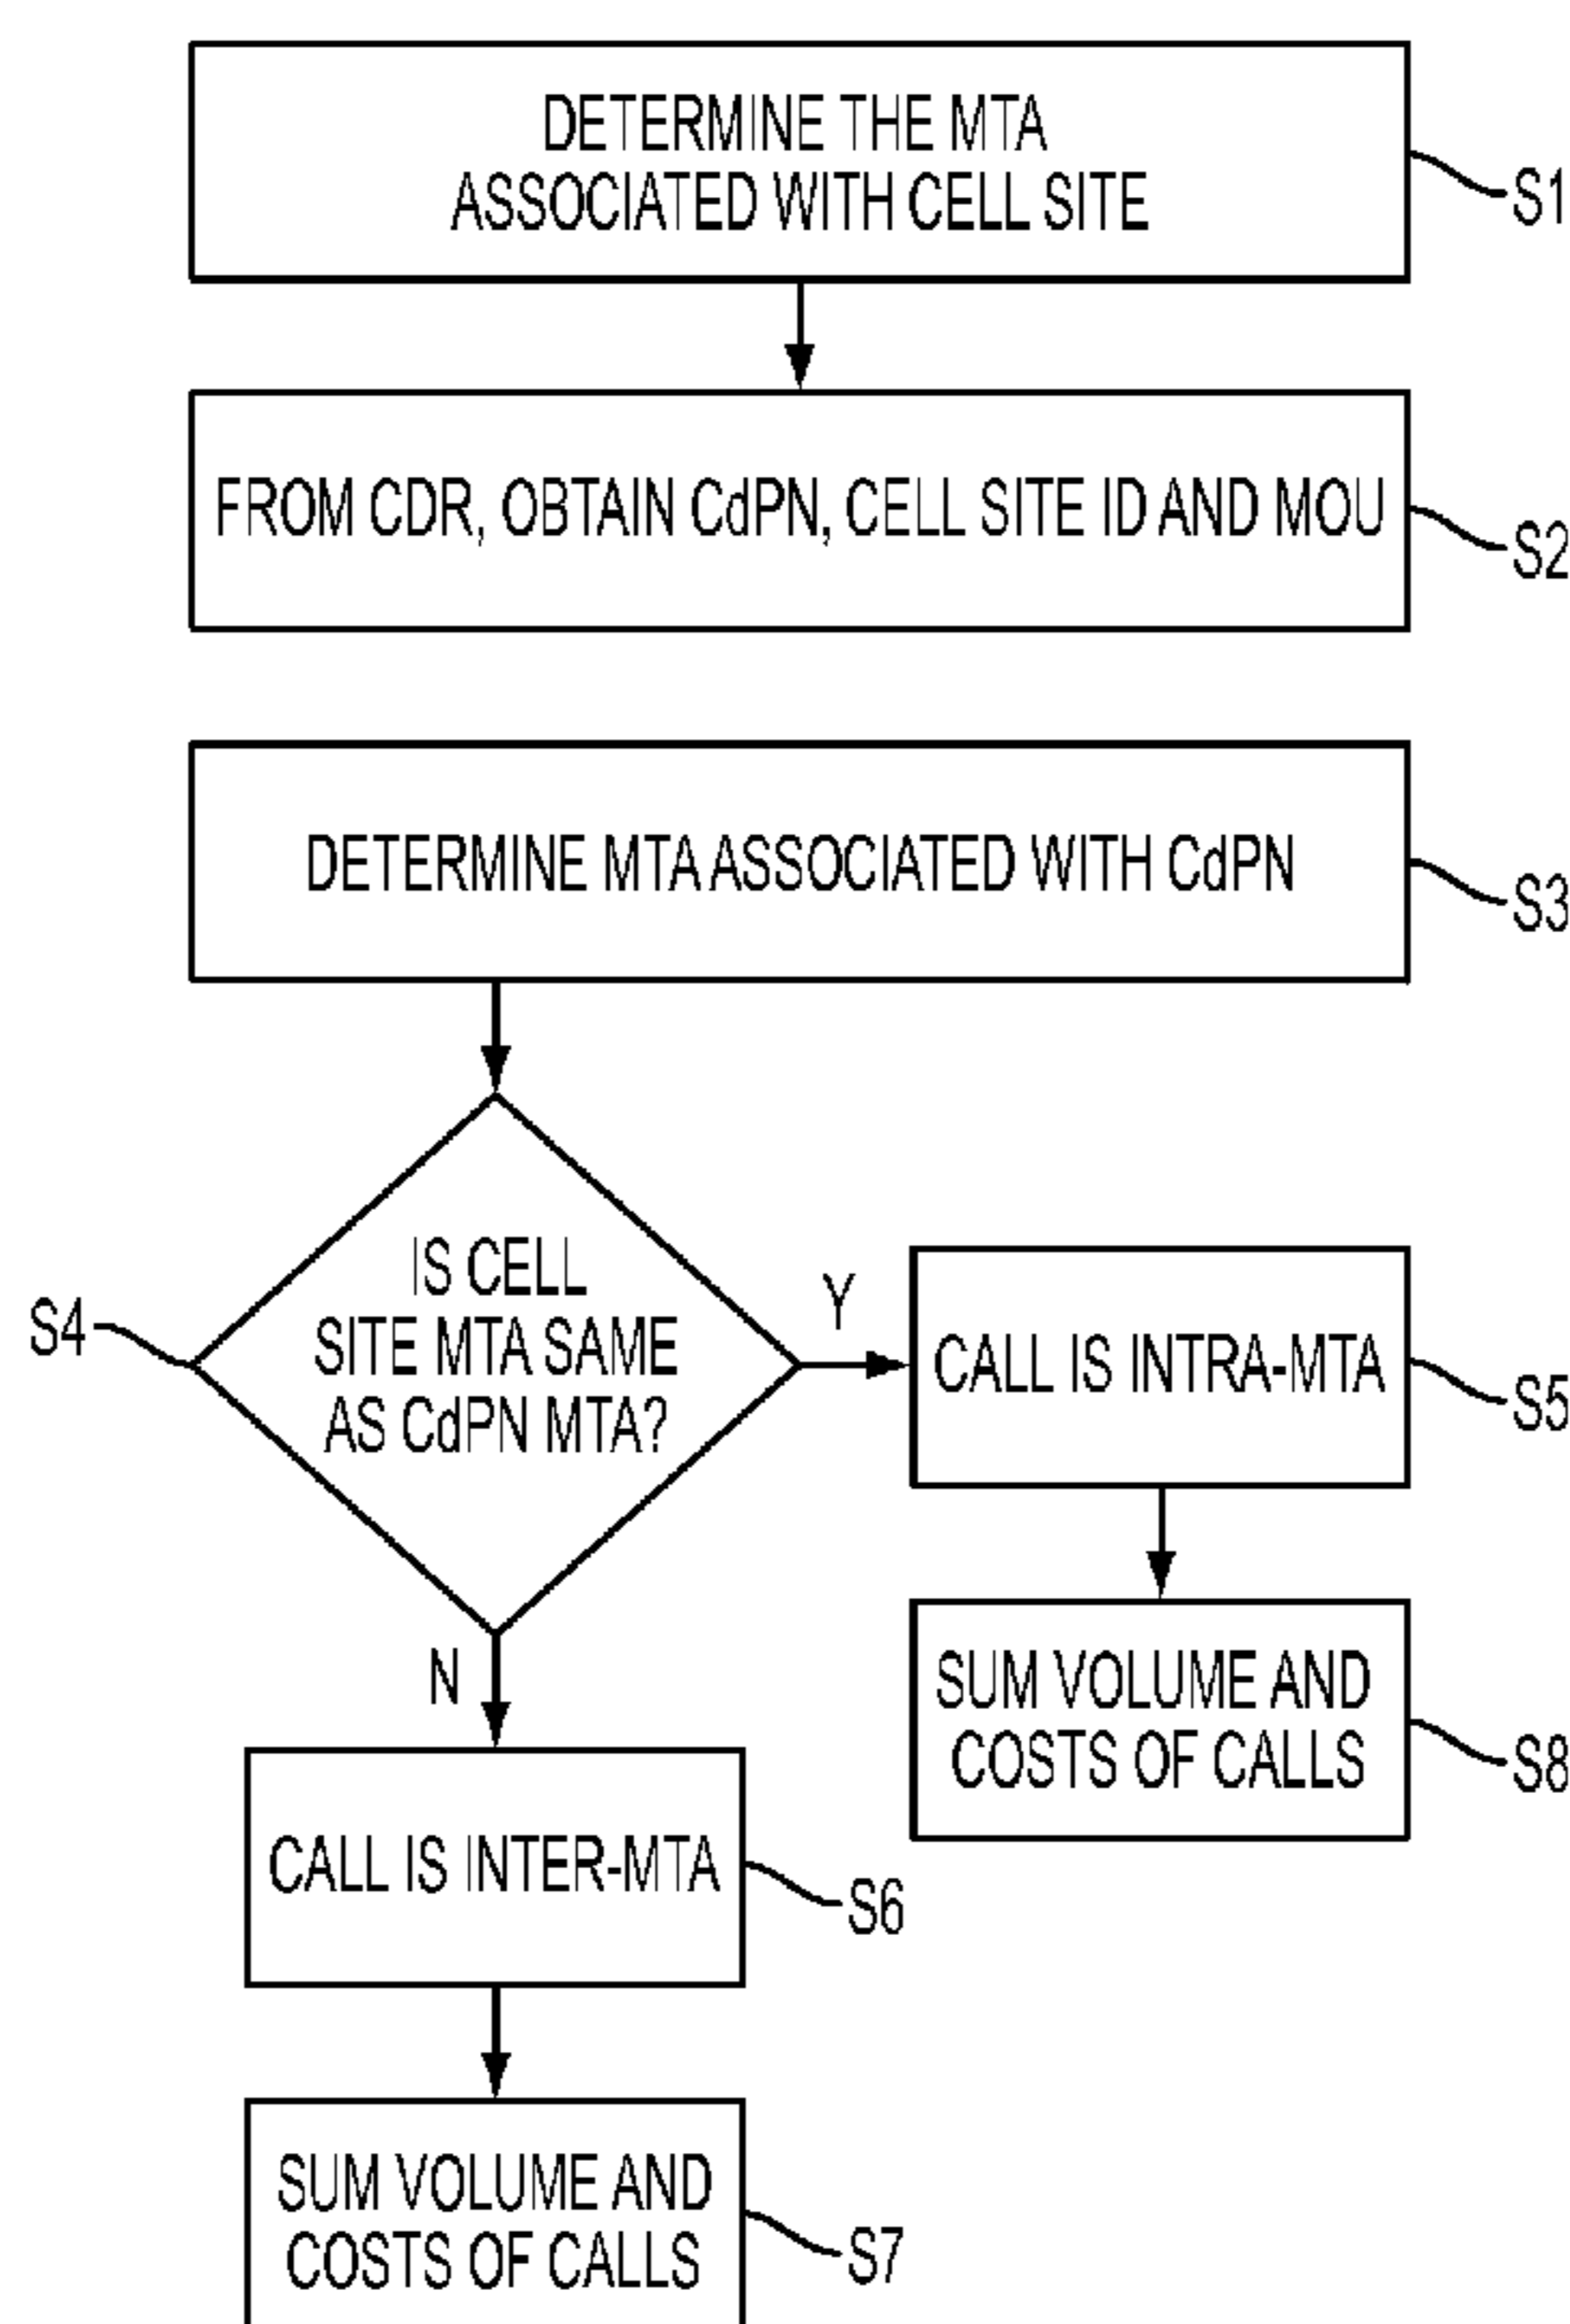 DETERMINE THE MTA
ASSOCIATED WITH CELL SITE
S1
FROM CDR, OBTAIN CdPN, CELL SITE ID AND MOU
S2
DETERMINE MTA ASSOCIATED WITH CdPN
S3
IS CELL
SITE MTA SAME
AS CdPN MTA?
S4
Y
CALL IS INTRA-MTA
S5
N
SUM VOLUME AND
COSTS OF CALLS
S8
CALL IS INTER-MTA
S6
SUM VOLUME AND
COSTS OF CALLS
S7